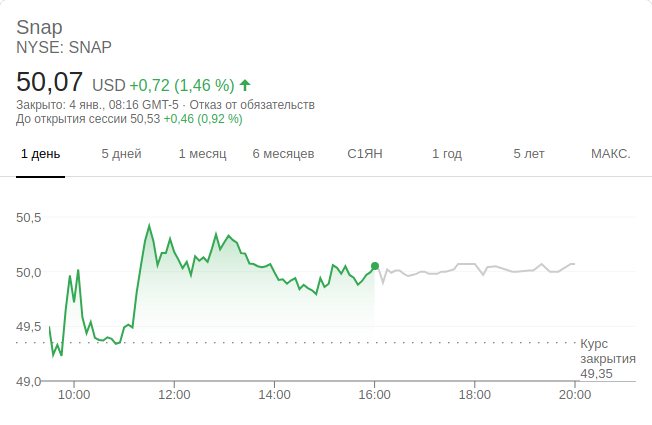 Snap
NYSE: SNAP
50,07 USD +0,72 (1,46 %)
Закрыто: 4 янв., 08:16 GMT-5 · Отказ от обязательств
До открытия сессии 50,53 +0,46 (0,92 %)
1 день 5 дней 1 месяц 6 месяцев С1ЯН 1 год 5 лет МАКС.
50,5
50,0
49,5
Курс
закрытия
49,35
49,0
10:00 12:00 14:00 16:00 18:00 20:00